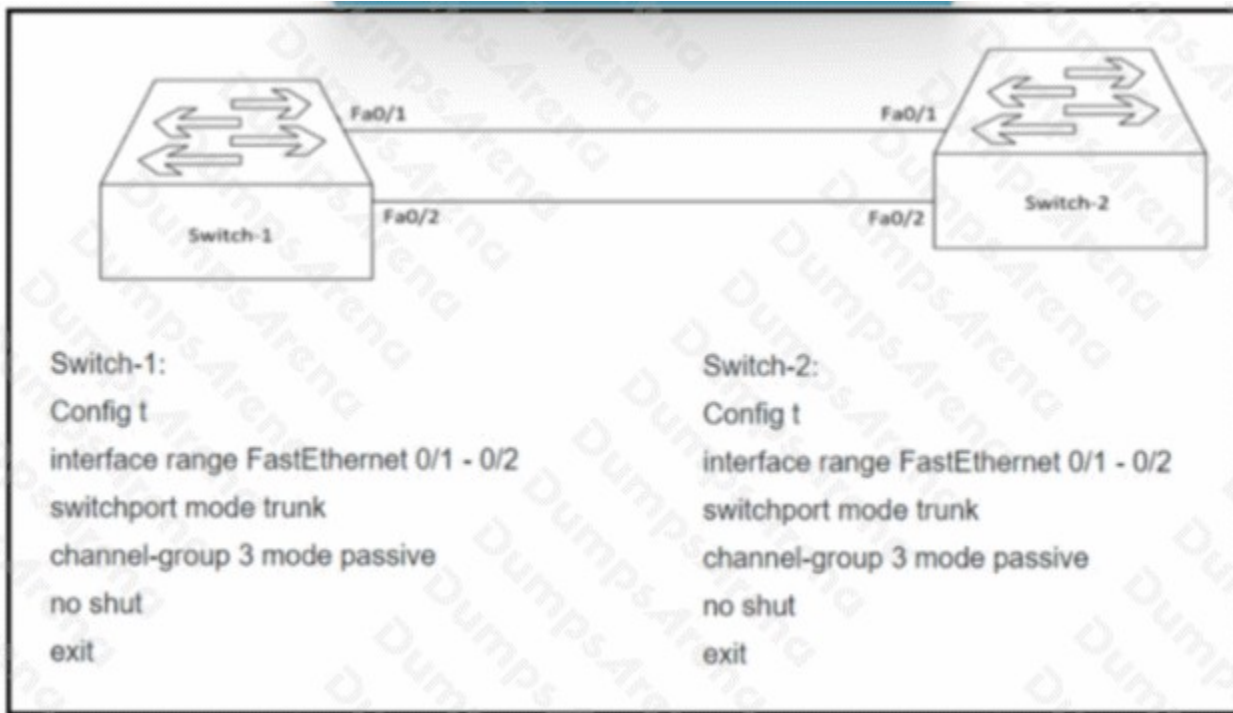 Fa0/1
Fa0/1
Fa0/2
Fa0/2
Switch-1
Switch-2
Switch-1:
Config t
interface range FastEthernet 0/1 - 0/2
switchport mode trunk
channel-group 3 mode passive
no shut
exit
Switch-2:
Config t
interface range FastEthernet 0/1 - 0/2
switchport mode trunk
channel-group 3 mode passive
no shut
exit
DumpsArena